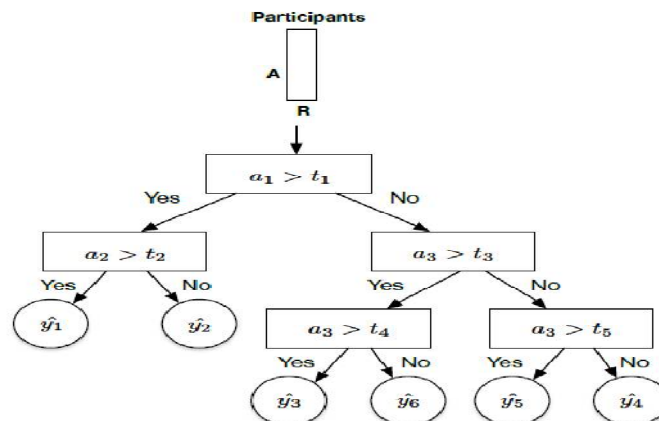 Participants
A
R
a₁ > t₁
Yes No
a₂ > t₂ a₃ > t₃
Yes No Yes No
ŷ₁ ŷ₂ a₃ > t₄ a₃ > t₅
Yes No Yes No
ŷ₃ ŷ₆ ŷ₅ ŷ₄